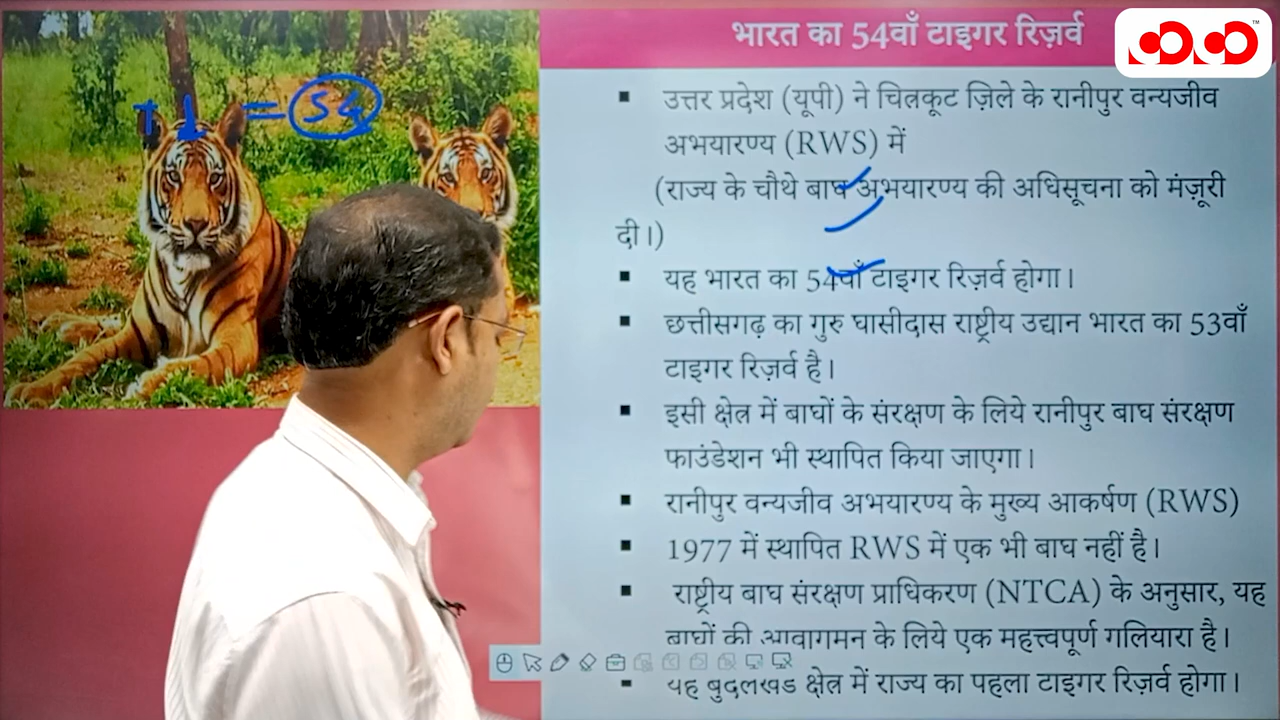 भारत का 54वाँ टाइगर रिज़र्व
+1 = 54
▪ उत्तर प्रदेश (यूपी) ने चित्रकूट ज़िले के रानीपुर वन्यजीव
अभयारण्य (RWS) में
(राज्य के चौथे बाघ अभयारण्य की अधिसूचना को मंज़ूरी
दी।)
▪ यह भारत का 54वाँ टाइगर रिज़र्व होगा।
▪ छत्तीसगढ़ का गुरु घासीदास राष्ट्रीय उद्यान भारत का 53वाँ
टाइगर रिज़र्व है।
▪ इसी क्षेत्र में बाघों के संरक्षण के लिये रानीपुर बाघ संरक्षण
फाउंडेशन भी स्थापित किया जाएगा।
▪ रानीपुर वन्यजीव अभयारण्य के मुख्य आकर्षण (RWS)
▪ 1977 में स्थापित RWS में एक भी बाघ नहीं है।
▪ राष्ट्रीय बाघ संरक्षण प्राधिकरण (NTCA) के अनुसार, यह
बाघों की आवागमन के लिये एक महत्त्वपूर्ण गलियारा है।
▪ यह बुंदेलखंड क्षेत्र में राज्य का पहला टाइगर रिज़र्व होगा।